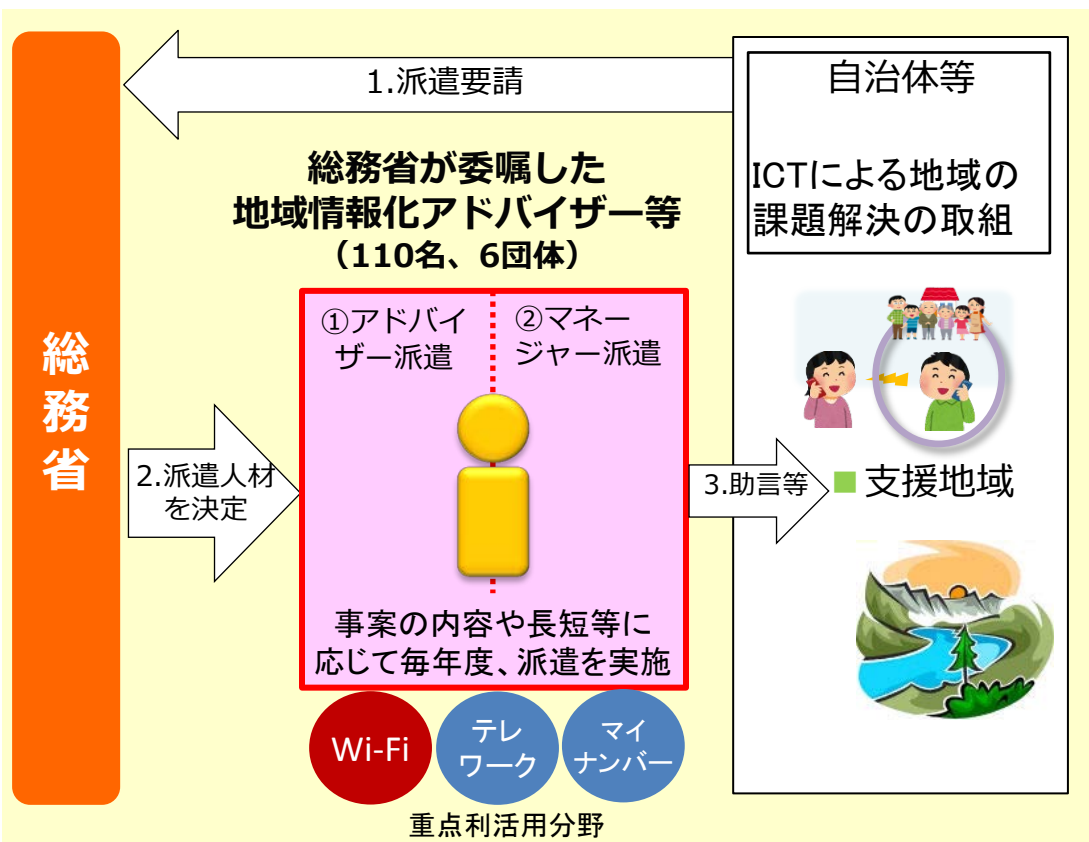 総務省
1.派遣要請
総務省が委嘱した
地域情報化アドバイザー等
（110名、6団体）
①アドバイ
ザー派遣
②マネー
ジャー派遣
2.派遣人材
を決定
事案の内容や長短等に
応じて毎年度、派遣を実施
Wi-Fi
テレ
ワーク
マイ
ナンバー
重点利活用分野
3.助言等
自治体等
ICTによる地域の
課題解決の取組
■支援地域